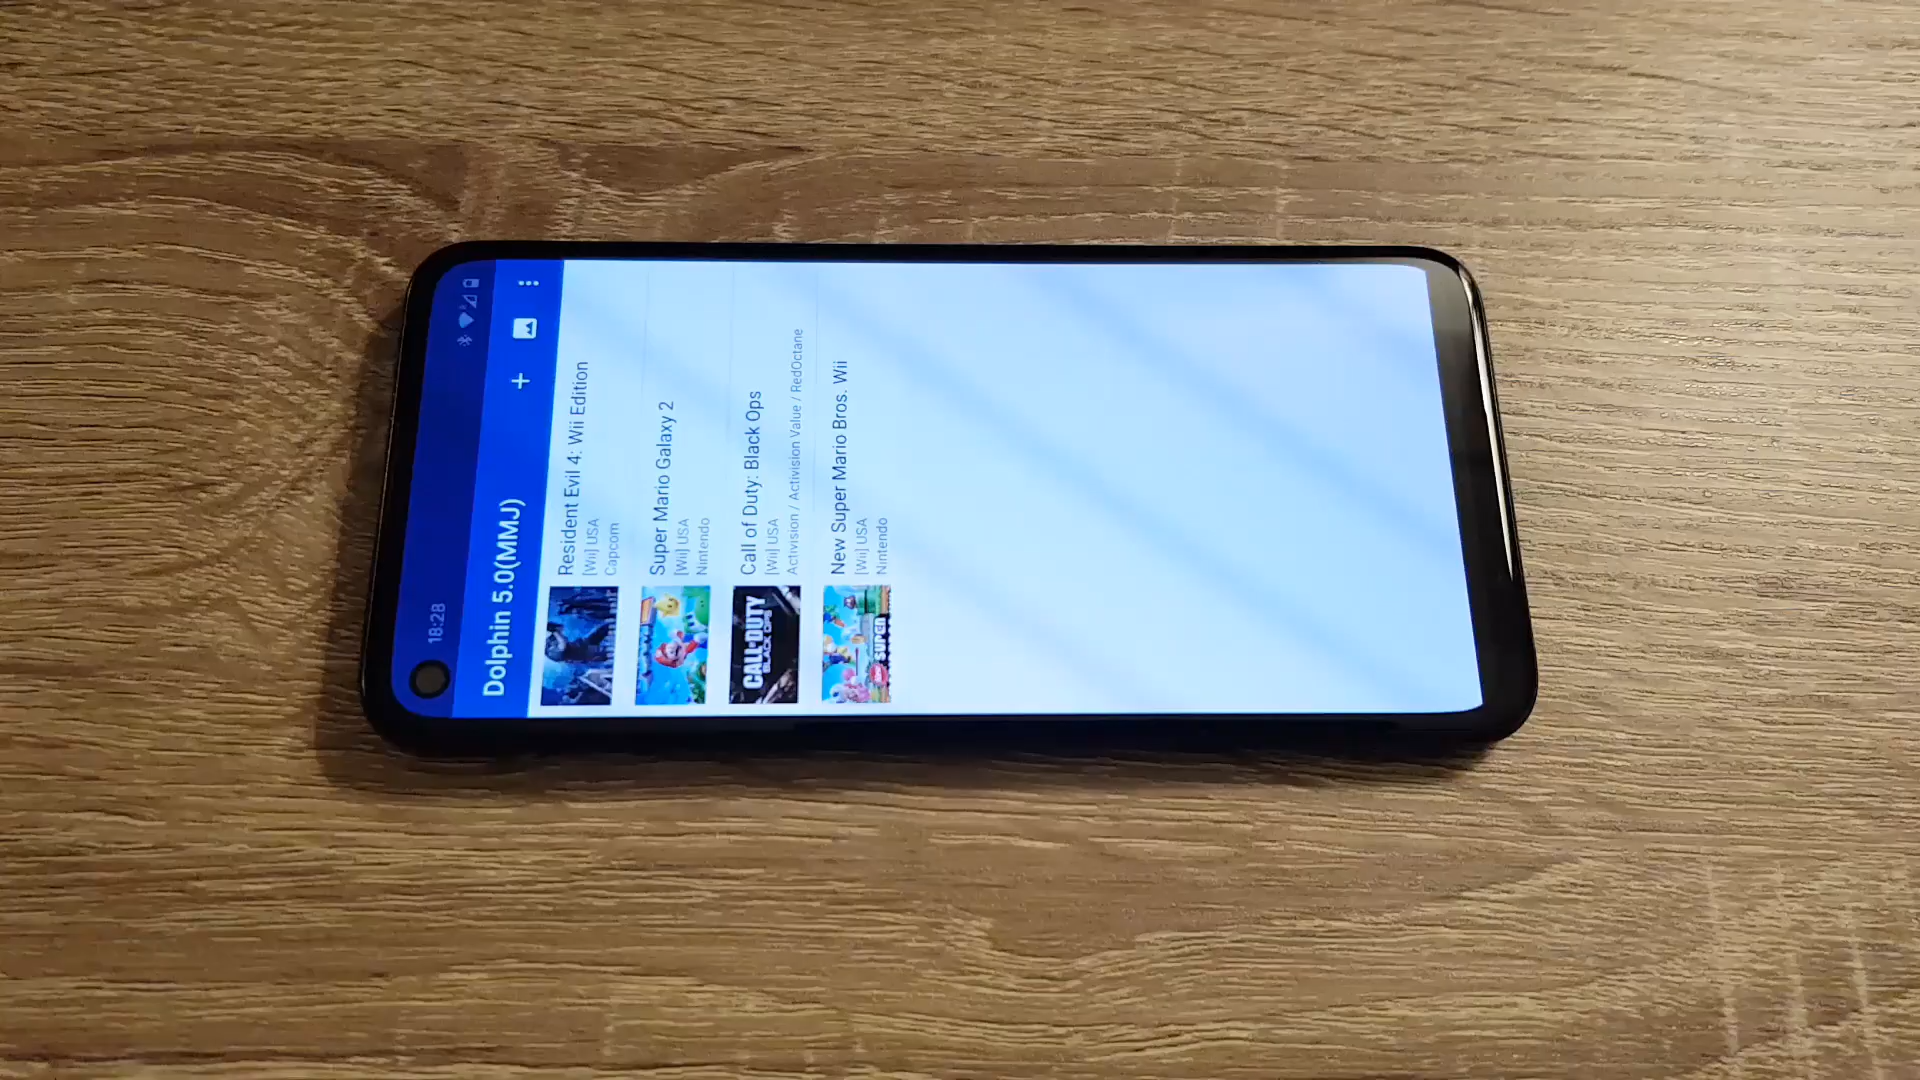 18:28
Dolphin 5.0(MMJ)
Resident Evil 4: Wii Edition
[Wii] USA
Capcom
Super Mario Galaxy 2
[Wii] USA
Nintendo
CALL OF DUTY
BLACK OPS
Call of Duty: Black Ops
[Wii] USA
Activision / Activision Value / RedOctane
SUPER
New Super Mario Bros. Wii
[Wii] USA
Nintendo